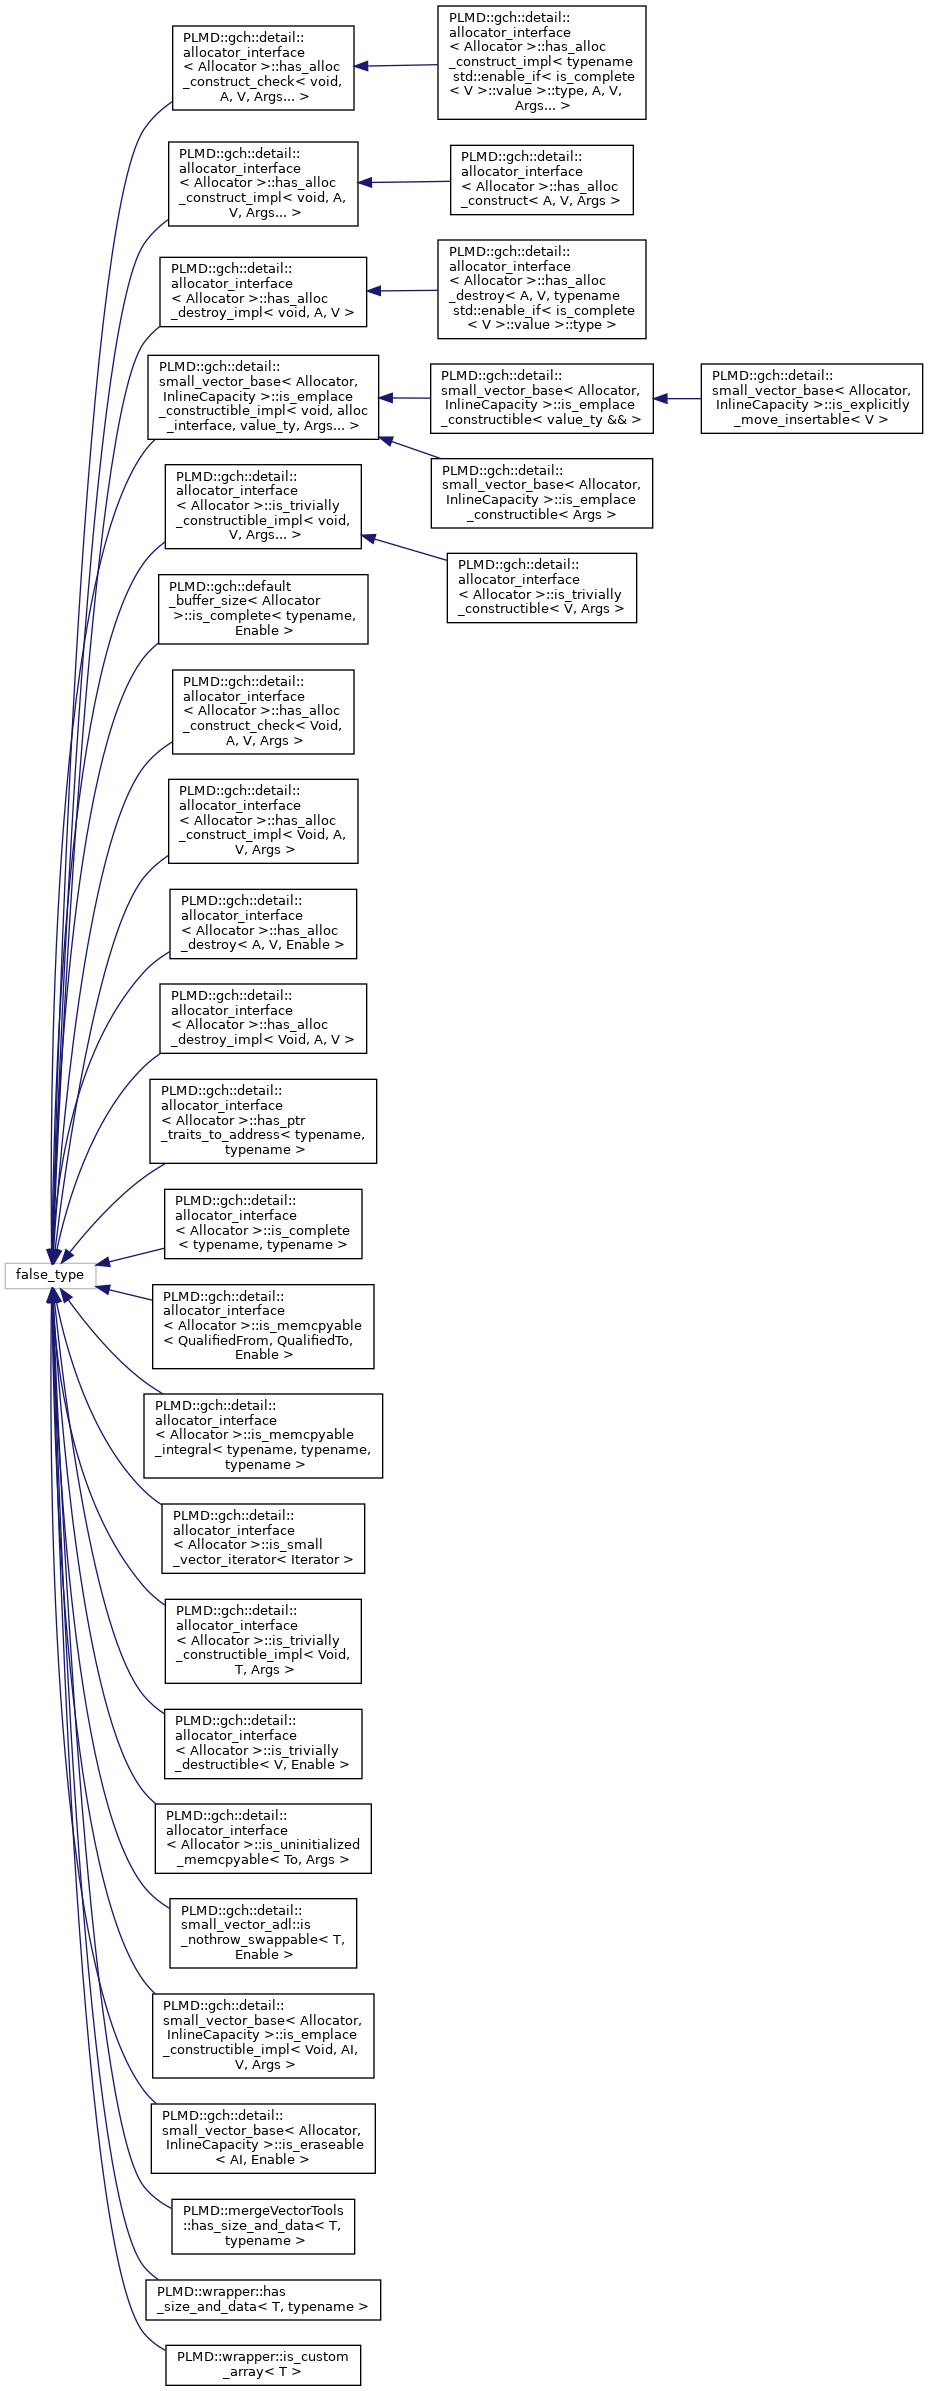 PLMD::gch::detail::
allocator_interface
< Allocator >::has_alloc
_construct_check< void,
A, V, Args... >
PLMD::gch::detail::
allocator_interface
< Allocator >::has_alloc
_construct_impl< typename
std::enable_if< is_complete
< V >::value >::type, A, V,
Args... >
PLMD::gch::detail::
allocator_interface
< Allocator >::has_alloc
_construct_impl< void, A,
V, Args... >
PLMD::gch::detail::
allocator_interface
< Allocator >::has_alloc
_construct< A, V, Args >
PLMD::gch::detail::
allocator_interface
< Allocator >::has_alloc
_destroy_impl< void, A, V >
PLMD::gch::detail::
allocator_interface
< Allocator >::has_alloc
_destroy< A, V, typename
std::enable_if< is_complete
< V >::value >::type >
PLMD::gch::detail::
small_vector_base< Allocator,
InlineCapacity >::is_emplace
_constructible_impl< void, alloc
_interface, value_ty, Args... >
PLMD::gch::detail::
small_vector_base< Allocator,
InlineCapacity >::is_emplace
_constructible< value_ty && >
PLMD::gch::detail::
small_vector_base< Allocator,
InlineCapacity >::is_explicitly
_move_insertable< V >
PLMD::gch::detail::
small_vector_base< Allocator,
InlineCapacity >::is_emplace
_constructible< Args >
PLMD::gch::detail::
allocator_interface
< Allocator >::is_trivially
_constructible_impl< void,
V, Args... >
PLMD::gch::detail::
allocator_interface
< Allocator >::is_trivially
_constructible< V, Args >
PLMD::gch::default
_buffer_size< Allocator
>::is_complete< typename,
Enable >
PLMD::gch::detail::
allocator_interface
< Allocator >::has_alloc
_construct_check< Void,
A, V, Args >
PLMD::gch::detail::
allocator_interface
< Allocator >::has_alloc
_construct_impl< Void, A,
V, Args >
PLMD::gch::detail::
allocator_interface
< Allocator >::has_alloc
_destroy< A, V, Enable >
PLMD::gch::detail::
allocator_interface
< Allocator >::has_alloc
_destroy_impl< Void, A, V >
PLMD::gch::detail::
allocator_interface
< Allocator >::has_ptr
_traits_to_address< typename,
typename >
PLMD::gch::detail::
allocator_interface
< Allocator >::is_complete
< typename, typename >
false_type
PLMD::gch::detail::
allocator_interface
< Allocator >::is_memcpyable
< QualifiedFrom, QualifiedTo,
Enable >
PLMD::gch::detail::
allocator_interface
< Allocator >::is_memcpyable
_integral< typename, typename,
typename >
PLMD::gch::detail::
allocator_interface
< Allocator >::is_small
_vector_iterator< Iterator >
PLMD::gch::detail::
allocator_interface
< Allocator >::is_trivially
_constructible_impl< Void,
T, Args >
PLMD::gch::detail::
allocator_interface
< Allocator >::is_trivially
_destructible< V, Enable >
PLMD::gch::detail::
allocator_interface
< Allocator >::is_uninitialized
_memcpyable< To, Args >
PLMD::gch::detail::
small_vector_adl::is
_nothrow_swappable< T,
Enable >
PLMD::gch::detail::
small_vector_base< Allocator,
InlineCapacity >::is_emplace
_constructible_impl< Void, AI,
V, Args >
PLMD::gch::detail::
small_vector_base< Allocator,
InlineCapacity >::is_eraseable
< AI, Enable >
PLMD::mergeVectorTools
::has_size_and_data< T,
typename >
PLMD::wrapper::has
_size_and_data< T, typename >
PLMD::wrapper::is_custom
_array< T >